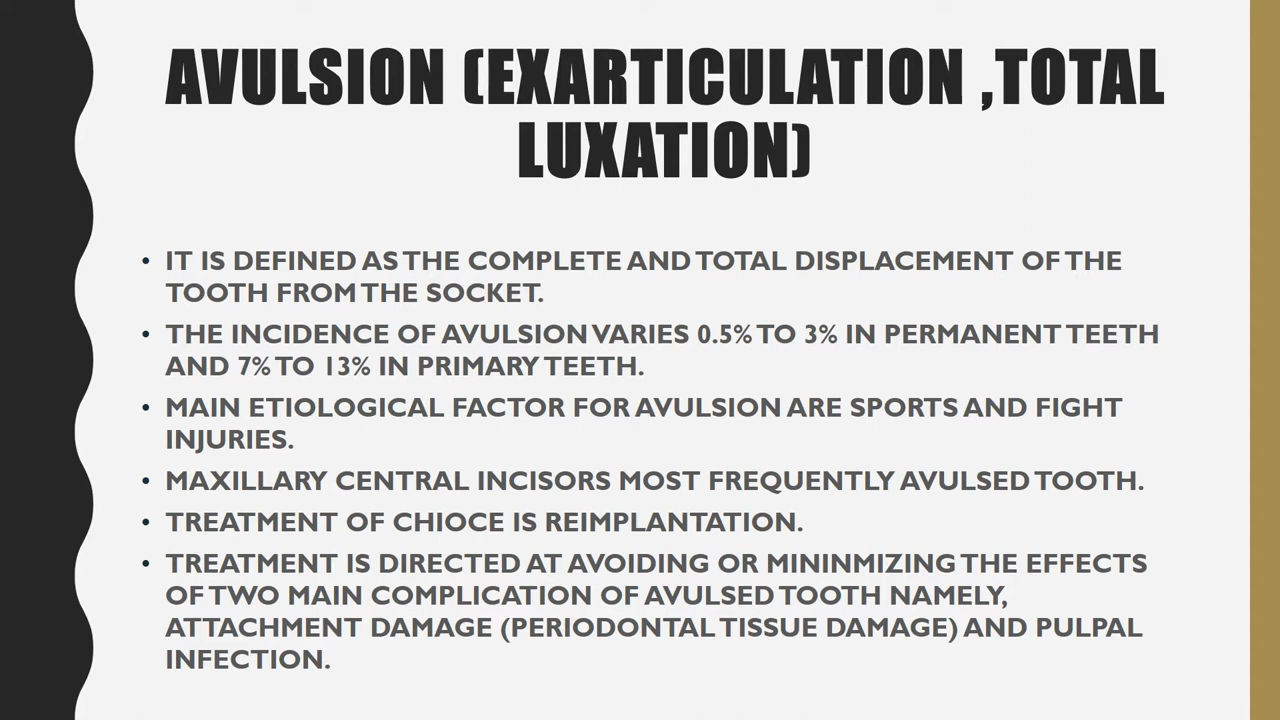 AVULSION (EXARTICULATION ,TOTAL
LUXATION)
• IT IS DEFINED AS THE COMPLETE AND TOTAL DISPLACEMENT OF THE
TOOTH FROM THE SOCKET.
• THE INCIDENCE OF AVULSION VARIES 0.5% TO 3% IN PERMANENT TEETH
AND 7% TO 13% IN PRIMARY TEETH.
• MAIN ETIOLOGICAL FACTOR FOR AVULSION ARE SPORTS AND FIGHT
INJURIES.
• MAXILLARY CENTRAL INCISORS MOST FREQUENTLY AVULSED TOOTH.
• TREATMENT OF CHIOCE IS REIMPLANTATION.
• TREATMENT IS DIRECTED AT AVOIDING OR MININMIZING THE EFFECTS
OF TWO MAIN COMPLICATION OF AVULSED TOOTH NAMELY,
ATTACHMENT DAMAGE (PERIODONTAL TISSUE DAMAGE) AND PULPAL
INFECTION.